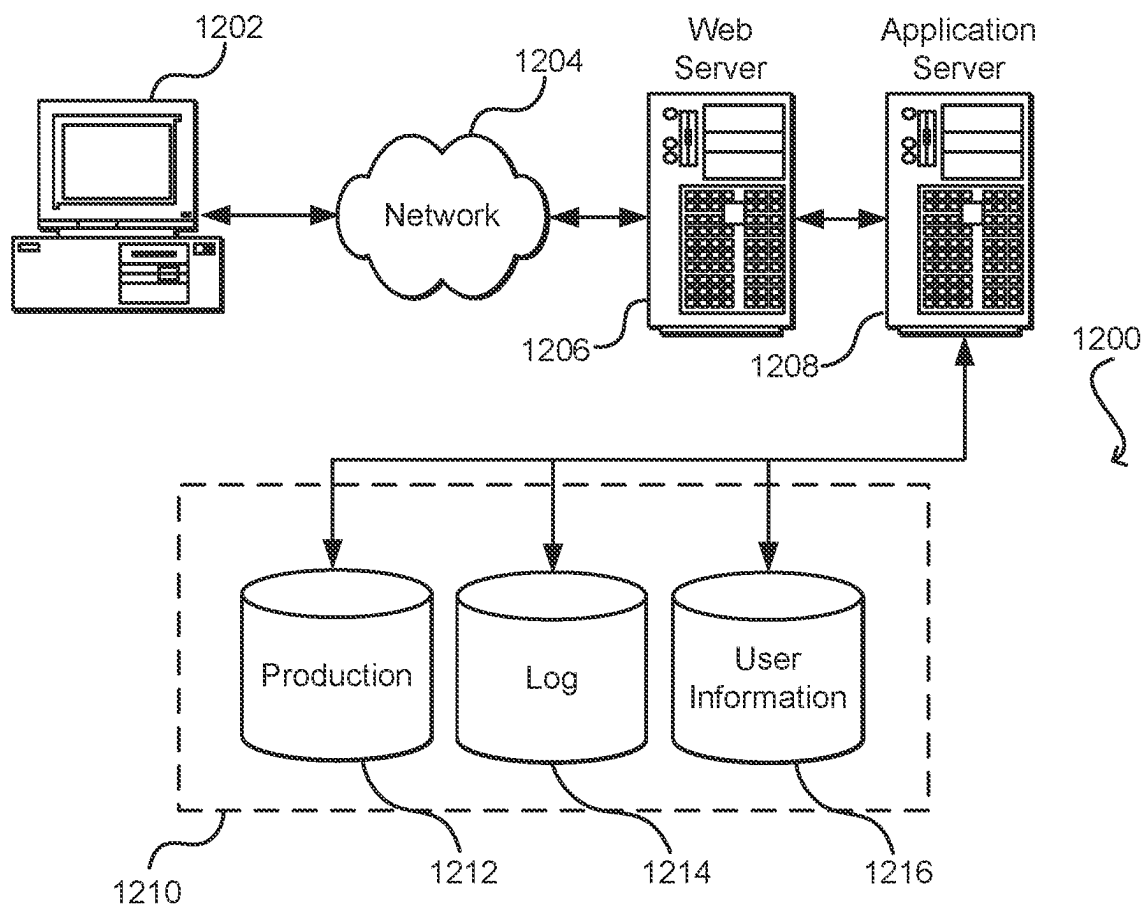 1202
1204
Web
Server
Application
Server
Network
1206
1208
1200
Production
Log
User
Information
1210
1212
1214
1216